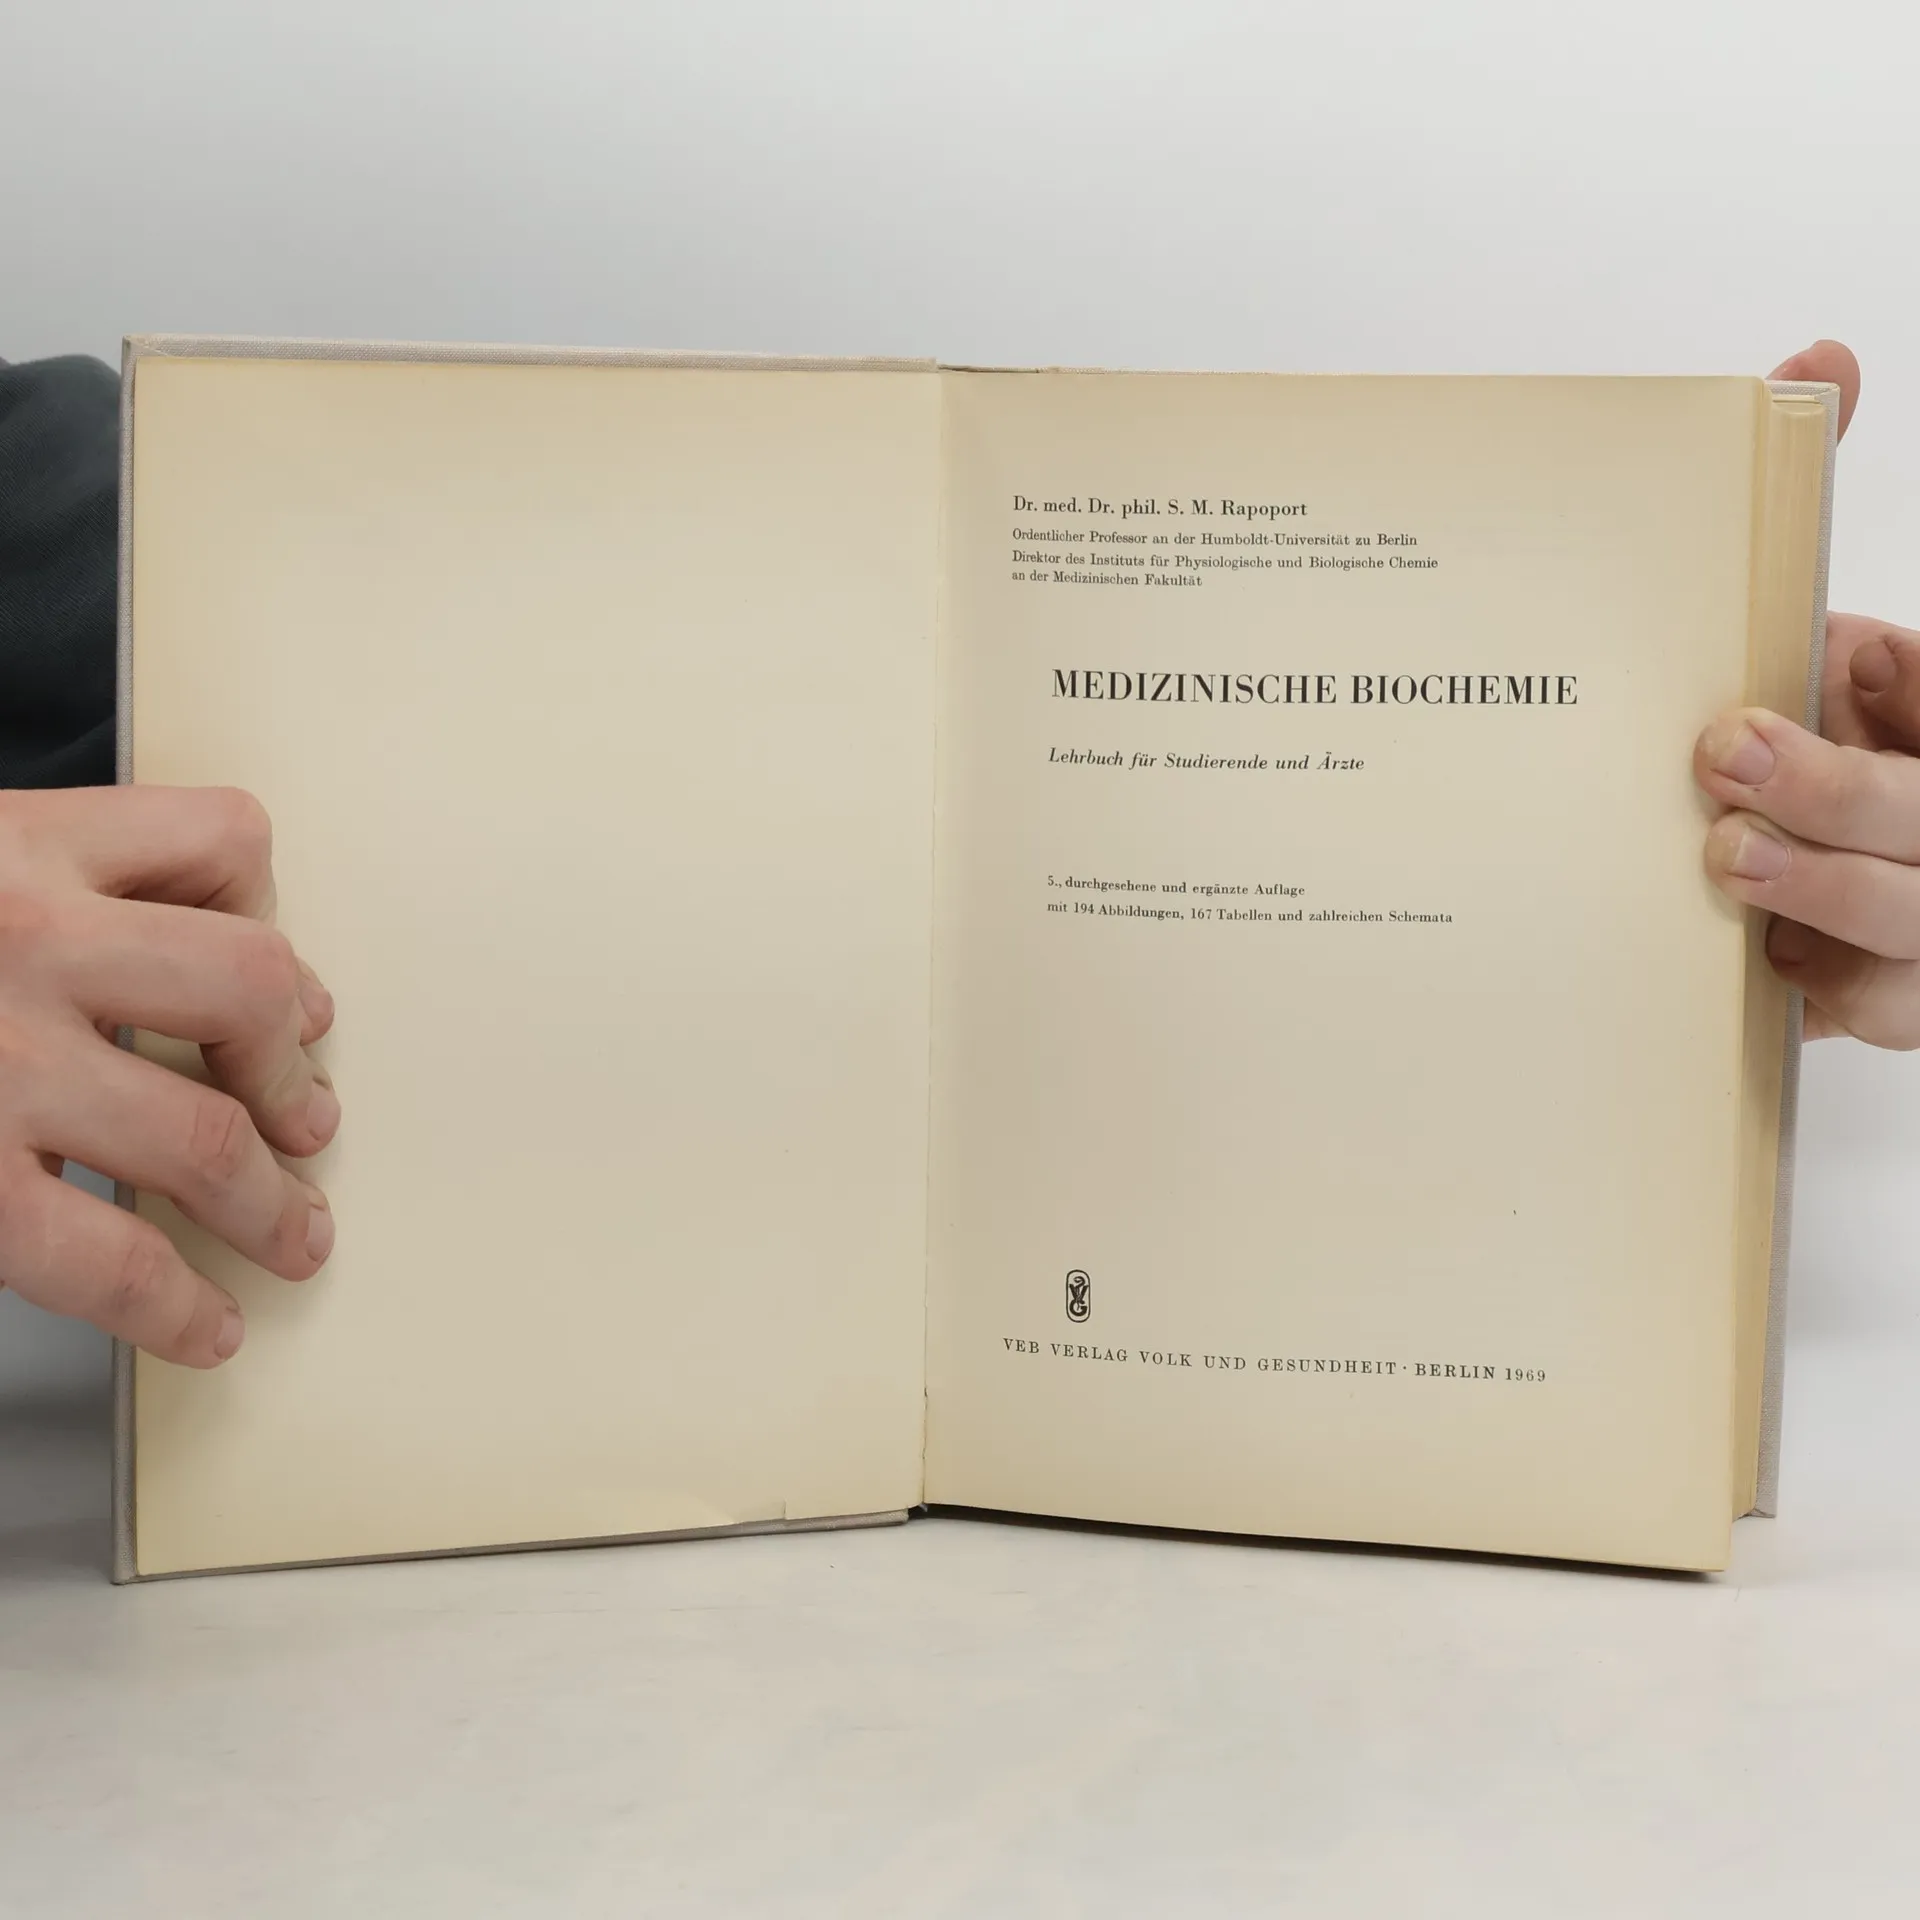 Dr. med. Dr. phil. S. M. Rapoport
Ordentlicher Professor an der Humboldt-Universität zu Berlin
Direktor des Instituts für Physiologische und Biologische Chemie
an der Medizinischen Fakultät
MEDIZINISCHE BIOCHEMIE
Lehrbuch für Studierende und Ärzte
5., durchgesehene und ergänzte Auflage
mit 194 Abbildungen, 167 Tabellen und zahlreichen Schemata
VEB VERLAG VOLK UND GESUNDHEIT · BERLIN 1969